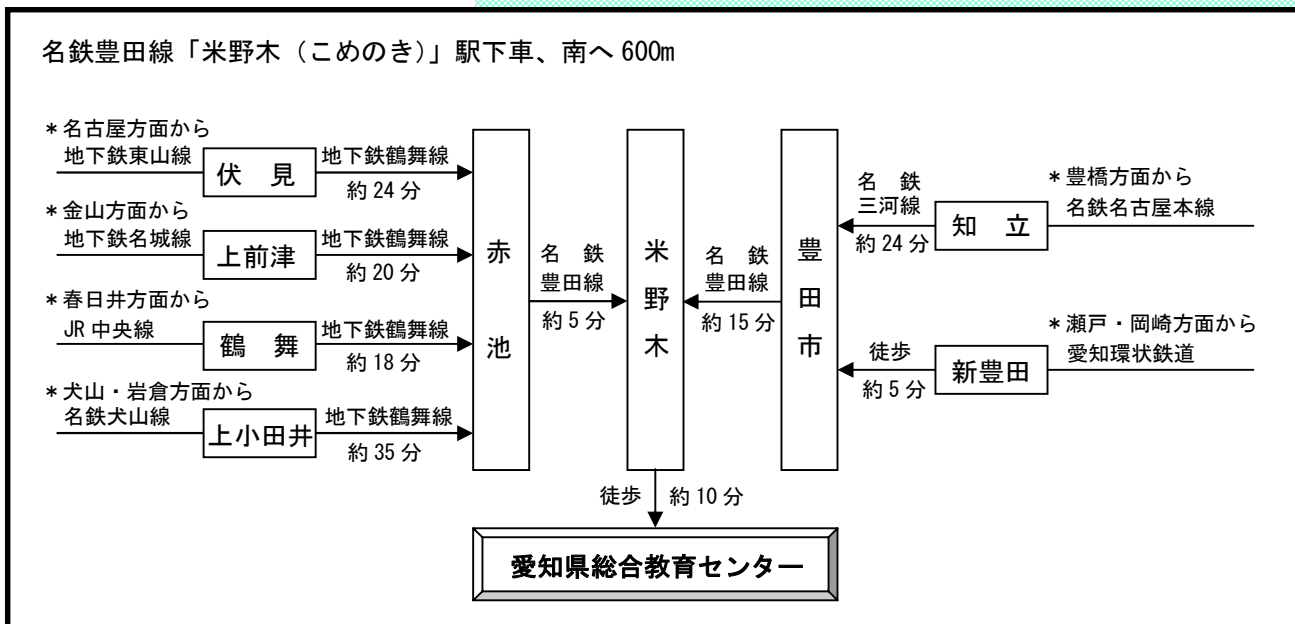 名鉄豊田線「米野木（こめのき）」駅下車、南へ 600m
＊名古屋方面から
地下鉄東山線
伏　見
地下鉄鶴舞線
約 24 分
＊金山方面から
地下鉄名城線
上前津
地下鉄鶴舞線
約 20 分
＊春日井方面から
JR 中央線
鶴　舞
地下鉄鶴舞線
約 18 分
＊犬山・岩倉方面から
名鉄犬山線
上小田井
地下鉄鶴舞線
約 35 分
赤池
名　鉄
豊田線
約 5 分
米野木
名　鉄
豊田線
約 15 分
豊田市
名　鉄
三河線
約 24 分
知　立
＊豊橋方面から
名鉄名古屋本線
徒歩
約 5 分
新豊田
＊瀬戸・岡崎方面から
愛知環状鉄道
徒歩
約 10 分
愛知県総合教育センター